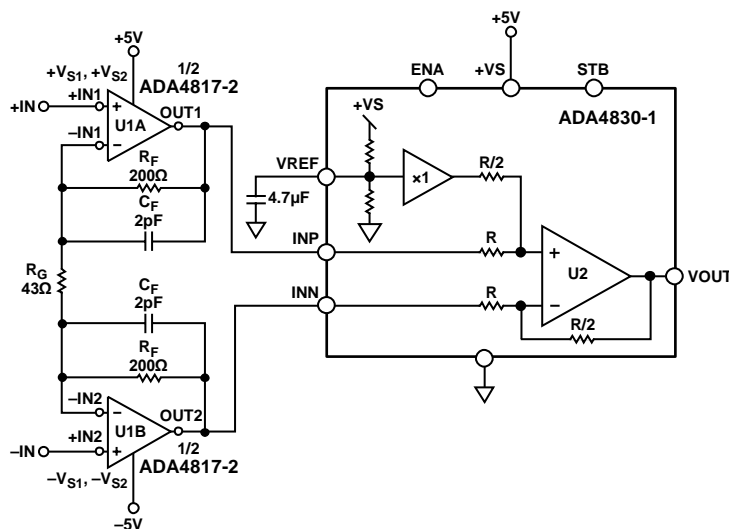 +5V
+VS1, +VS2
1/2
ADA4817-2
+IN
+IN1
OUT1
+
U1A
–IN1
–
RF
200Ω
CF
2pF
RG
43Ω
CF
2pF
RF
200Ω
–IN2
OUT2
–
U1B
+IN2
+
–IN
1/2
ADA4817-2
–VS1, –VS2
–5V
+5V
ENA
+VS
STB
ADA4830-1
+VS
VREF
4.7µF
×1
R/2
INP
R
+
U2
VOUT
INN
R
–
R/2